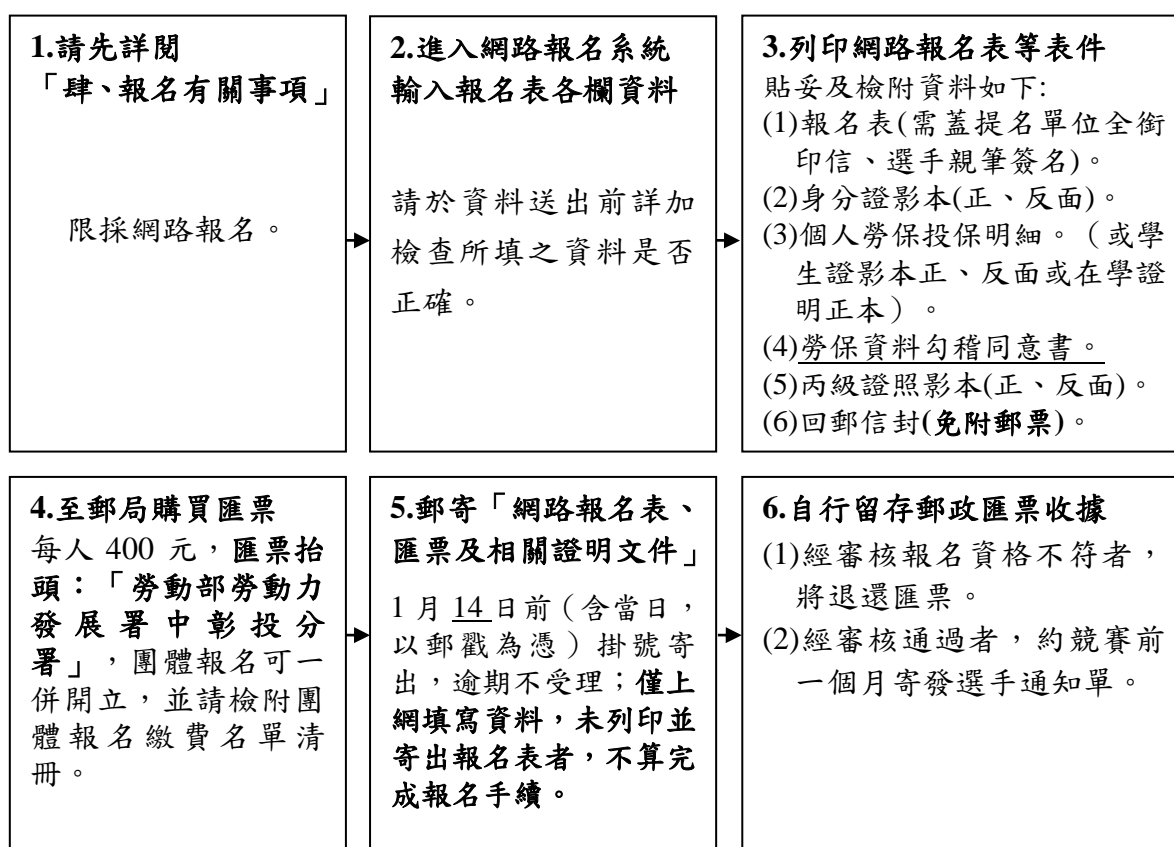 1.請先詳閱
「肆、報名有關事項」
限採網路報名。
2.進入網路報名系統
輸入報名表各欄資料
請於資料送出前詳加
檢查所填之資料是否
正確。
3.列印網路報名表等表件
貼妥及檢附資料如下:
(1)報名表(需蓋提名單位全銜
印信、選手親筆簽名)。
(2)身分證影本(正、反面)。
(3)個人勞保投保明細。（或學
生證影本正、反面或在學證
明正本）。
(4)勞保資料勾稽同意書。
(5)丙級證照影本(正、反面)。
(6)回郵信封(免附郵票)。
4.至郵局購買匯票
每人 400 元，匯票抬
頭：「勞動部勞動力
發展署中彰投分
署」，團體報名可一
併開立，並請檢附團
體報名繳費名單清
冊。
5.郵寄「網路報名表、
匯票及相關證明文件」
1 月 14 日前（含當日，
以郵戳為憑）掛號寄
出，逾期不受理；僅上
網填寫資料，未列印並
寄出報名表者，不算完
成報名手續。
6.自行留存郵政匯票收據
(1)經審核報名資格不符者，
將退還匯票。
(2)經審核通過者，約競賽前
一個月寄發選手通知單。